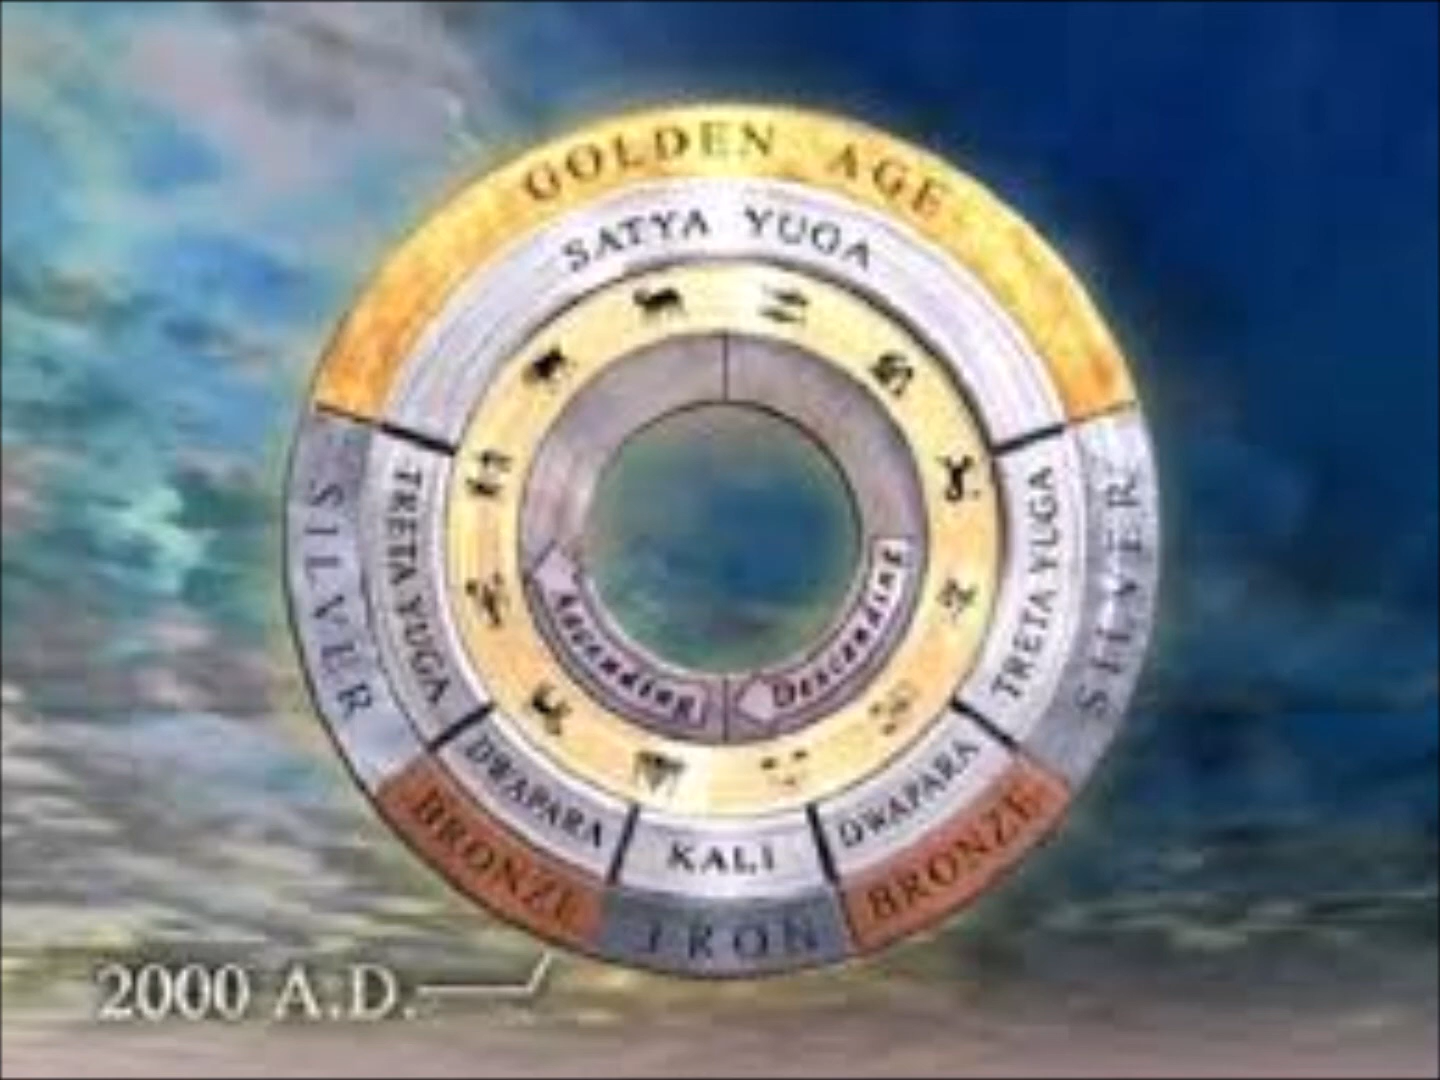 GOLDEN AGE
SATYA YUGA
SILVER
TRETA YUGA
TRETA YUGA
SILVER
Ascending
Descending
DWAPARA
BRONZE
KALI
IRON
DWAPARA
BRONZE
2000 A.D.